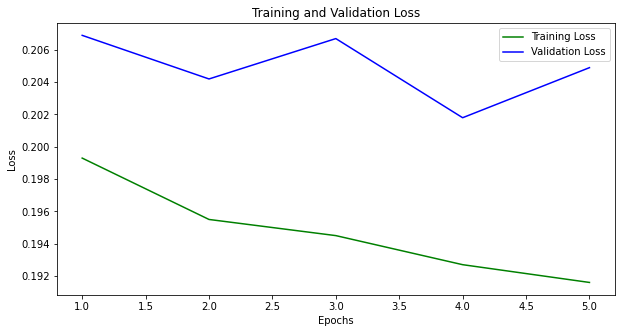 Training and Validation Loss
Training Loss
Validation Loss
0.206
0.204
0.202
0.200
0.198
0.196
0.194
0.192
Loss
1.0 1.5 2.0 2.5 3.0 3.5 4.0 4.5 5.0
Epochs